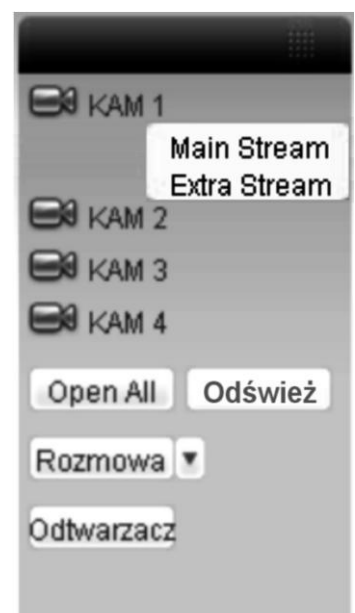 KAM 1
Main Stream
Extra Stream
KAM 2
KAM 3
KAM 4
Open All Odśwież
Rozmowa
Odtwarzacz